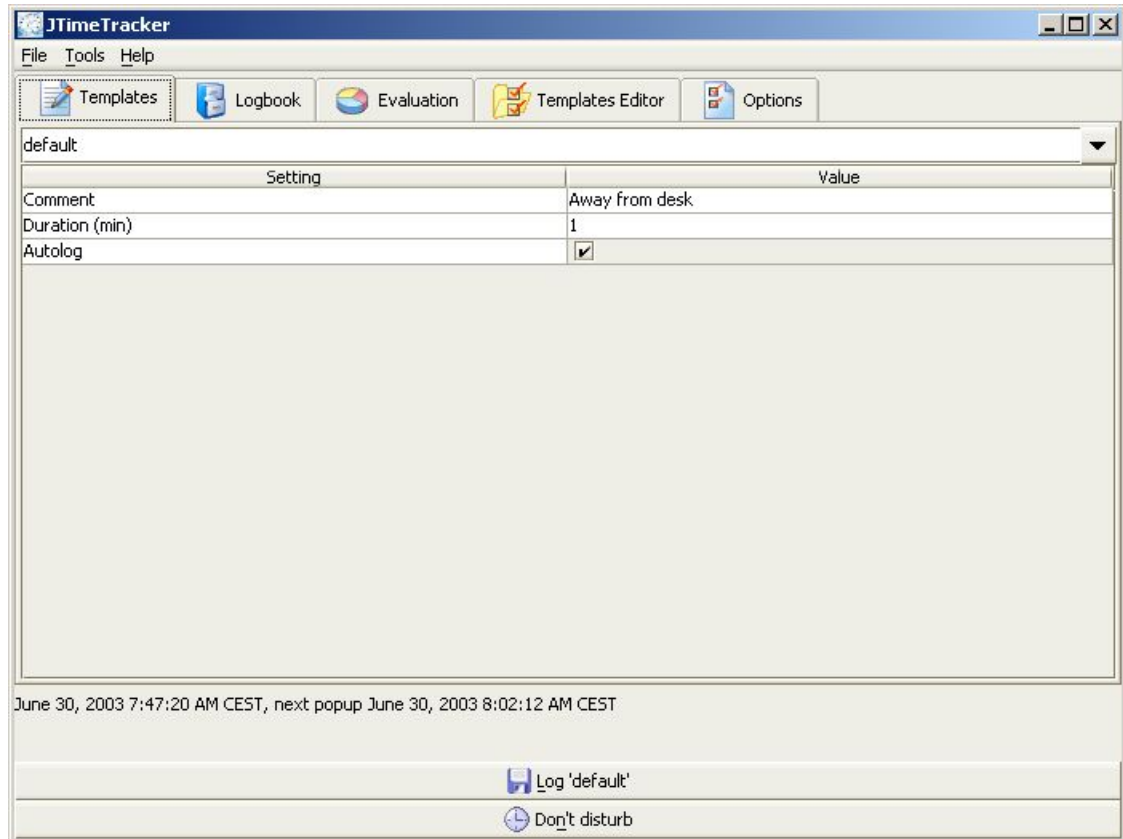 JTimeTracker
File Tools Help
Templates Logbook Evaluation Templates Editor Options
default
Setting Value
Comment Away from desk
Duration (min) 1
Autolog
June 30, 2003 7:47:20 AM CEST, next popup June 30, 2003 8:02:12 AM CEST
Log 'default'
Don't disturb